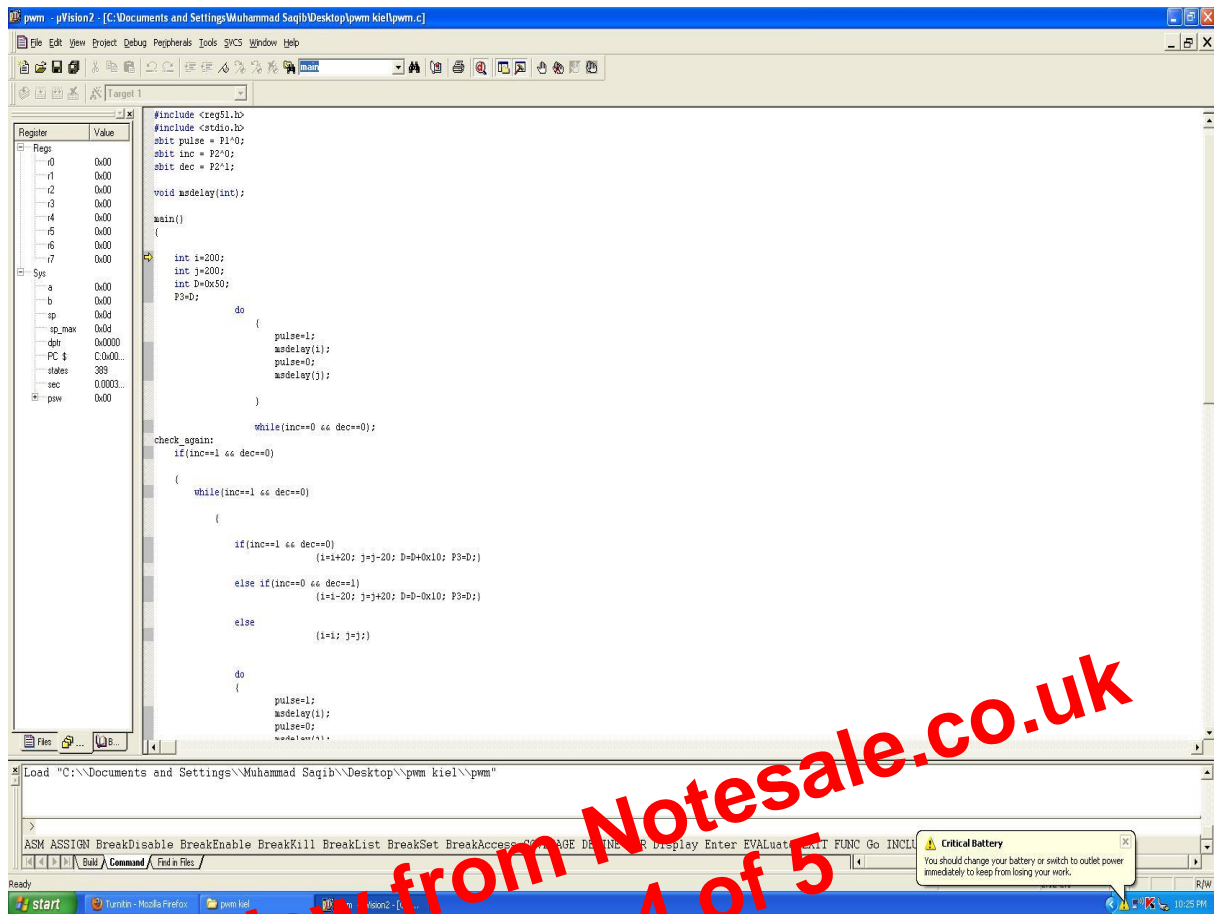 pwm - µVision2 - [C:\Documents and Settings\Muhammad Saqib\Desktop\pwm kiel\pwm.c]
File Edit View Project Debug Peripherals Tools SVCS Window Help
main
Target 1
Register Value
Regs
r0 0x00
r1 0x00
r2 0x00
r3 0x00
r4 0x00
r5 0x00
r6 0x00
r7 0x00
Sys
a 0x00
b 0x00
sp 0x0d
sp_max 0x0d
dptr 0x0000
PC $ C:0x00...
states 389
sec 0.0003...
psw 0x00
Files ... B...
#include <reg51.h>
#include <stdio.h>
sbit pulse = P1^0;
sbit inc = P2^0;
sbit dec = P2^1;
void msdelay(int);
main()
{
int i=200;
int j=200;
int D=0x50;
P3=D;
do
{
pulse=1;
msdelay(i);
pulse=0;
msdelay(j);
}
while(inc==0 && dec==0);
check_again:
if(inc==1 && dec==0)
{
while(inc==1 && dec==0)
{
if(inc==1 && dec==0)
{i=i+20; j=j-20; D=D+0x10; P3=D;}
else if(inc==0 && dec==1)
{i=i-20; j=j+20; D=D-0x10; P3=D;}
else
{i=i; j=j;}
do
{
pulse=1;
msdelay(i);
pulse=0;
Load "C:\\Documents and Settings\\Muhammad Saqib\\Desktop\\pwm kiel\\pwm"
>
ASM ASSIGN BreakDisable BreakEnable BreakKill BreakList BreakSet BreakAccess Display Enter EVALuate EXIT FUNC Go INCLU
Build Command Find in Files
Ready R/W
Critical Battery
You should change your battery or switch to outlet power
immediately to keep from losing your work.
start Turnitin - Mozilla Firefox pwm kiel 10:25 PM
from Notesale.co.uk
4 of 5